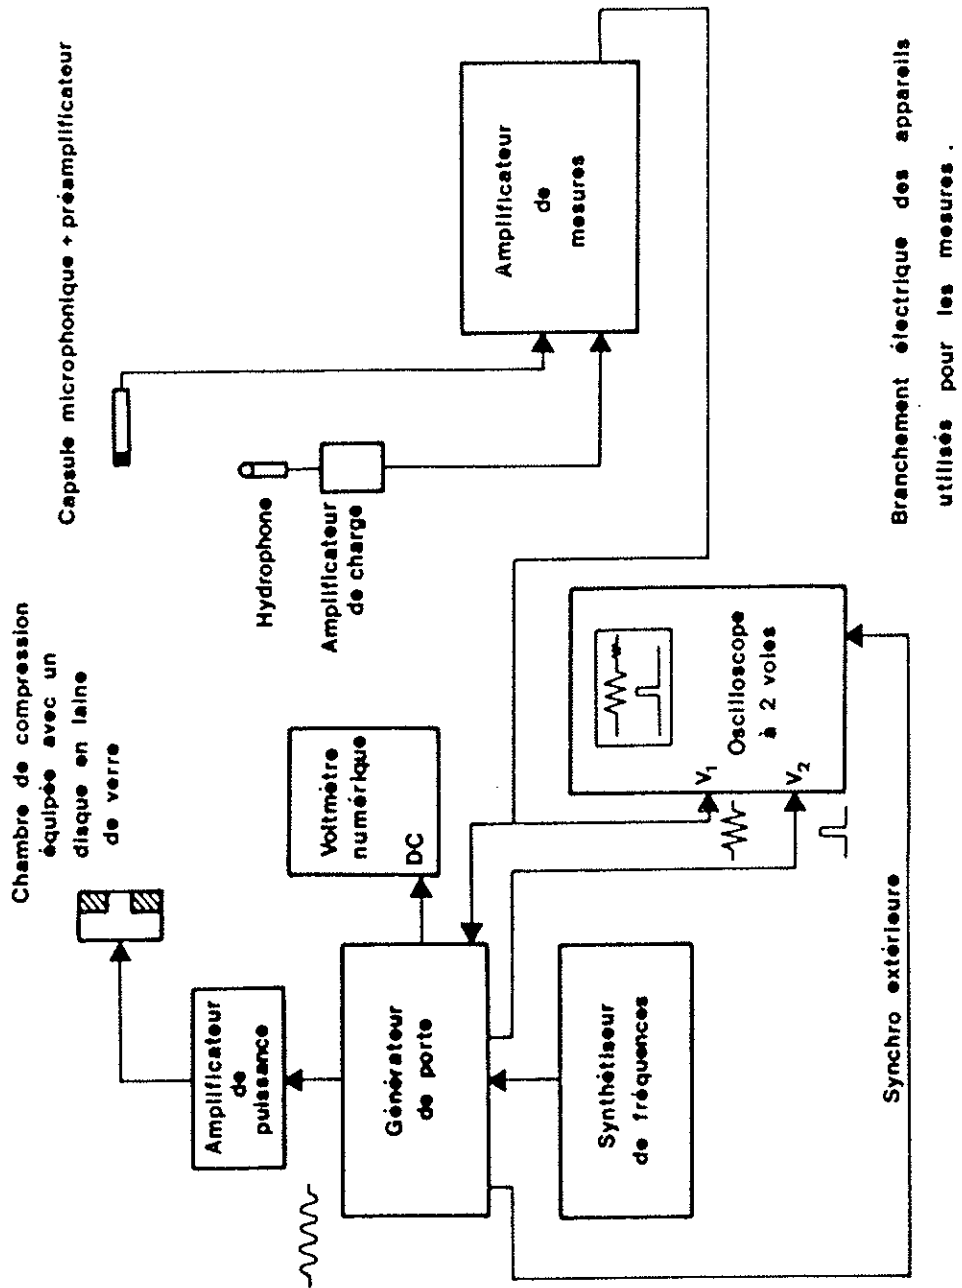 Chambre de compression
équipée avec un
disque en laine
de verre
Capsule microphonique + préamplificateur
Amplificateur
de
puissance
Hydrophone
Amplificateur
de charge
Voltmètre
numérique
DC
Générateur
de porte
Amplificateur
de
mesures
Synthétiseur
de fréquences
V1
V2
Oscilloscope
à 2 voies
Synchro extérieure
Branchement électrique des appareils
utilisés pour les mesures.